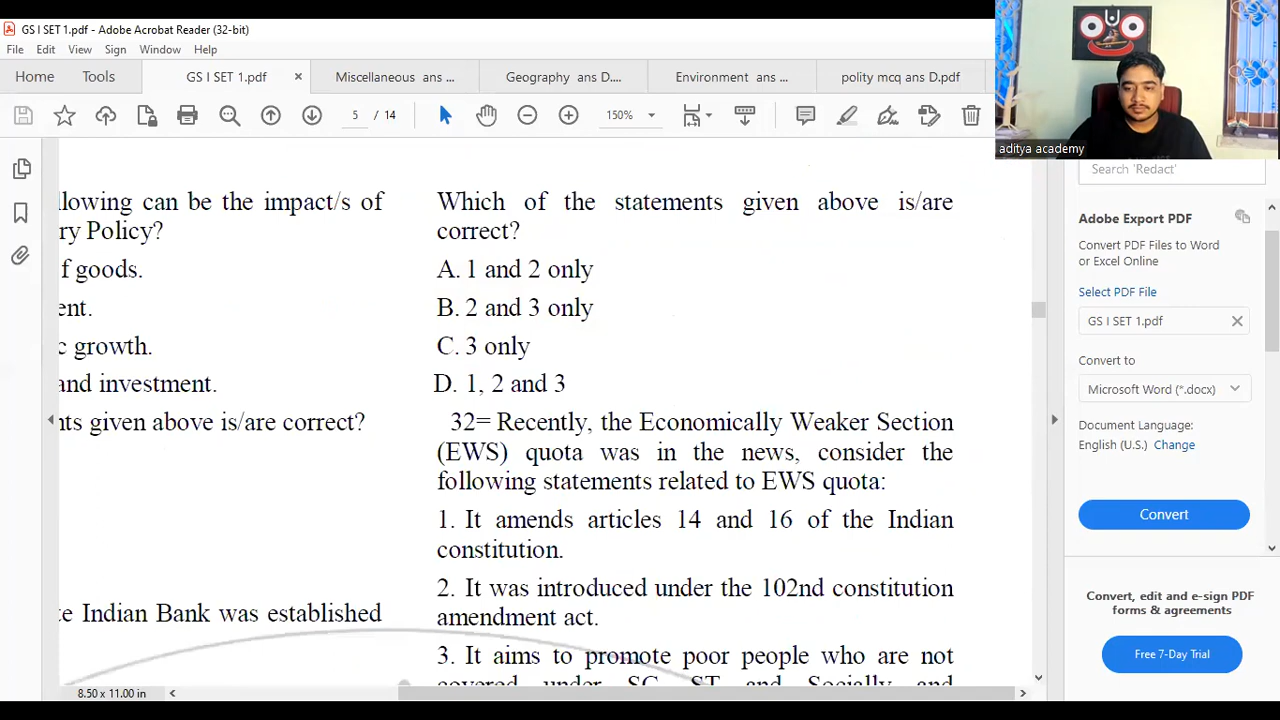 GS I SET 1.pdf - Adobe Acrobat Reader (32-bit)
File Edit View Sign Window Help
Home Tools GS I SET 1.pdf × Miscellaneous ans ... Geography ans D.... Environment ans ... polity mcq ans D.pdf
5 / 14 150%
aditya academy
llowing can be the impact/s of
ry Policy?
f goods.
ent.
c growth.
and investment.
nts given above is/are correct?
te Indian Bank was established
Which of the statements given above is/are
correct?
A. 1 and 2 only
B. 2 and 3 only
C. 3 only
D. 1, 2 and 3
32= Recently, the Economically Weaker Section
(EWS) quota was in the news, consider the
following statements related to EWS quota:
1. It amends articles 14 and 16 of the Indian
constitution.
2. It was introduced under the 102nd constitution
amendment act.
3. It aims to promote poor people who are not
covered under SC, ST and Socially and
8.50 x 11.00 in
Search 'Redact'
Adobe Export PDF
Convert PDF Files to Word
or Excel Online
Select PDF File
GS I SET 1.pdf
Convert to
Microsoft Word (*.docx)
Document Language:
English (U.S.) Change
Convert
Convert, edit and e-sign PDF
forms & agreements
Free 7-Day Trial